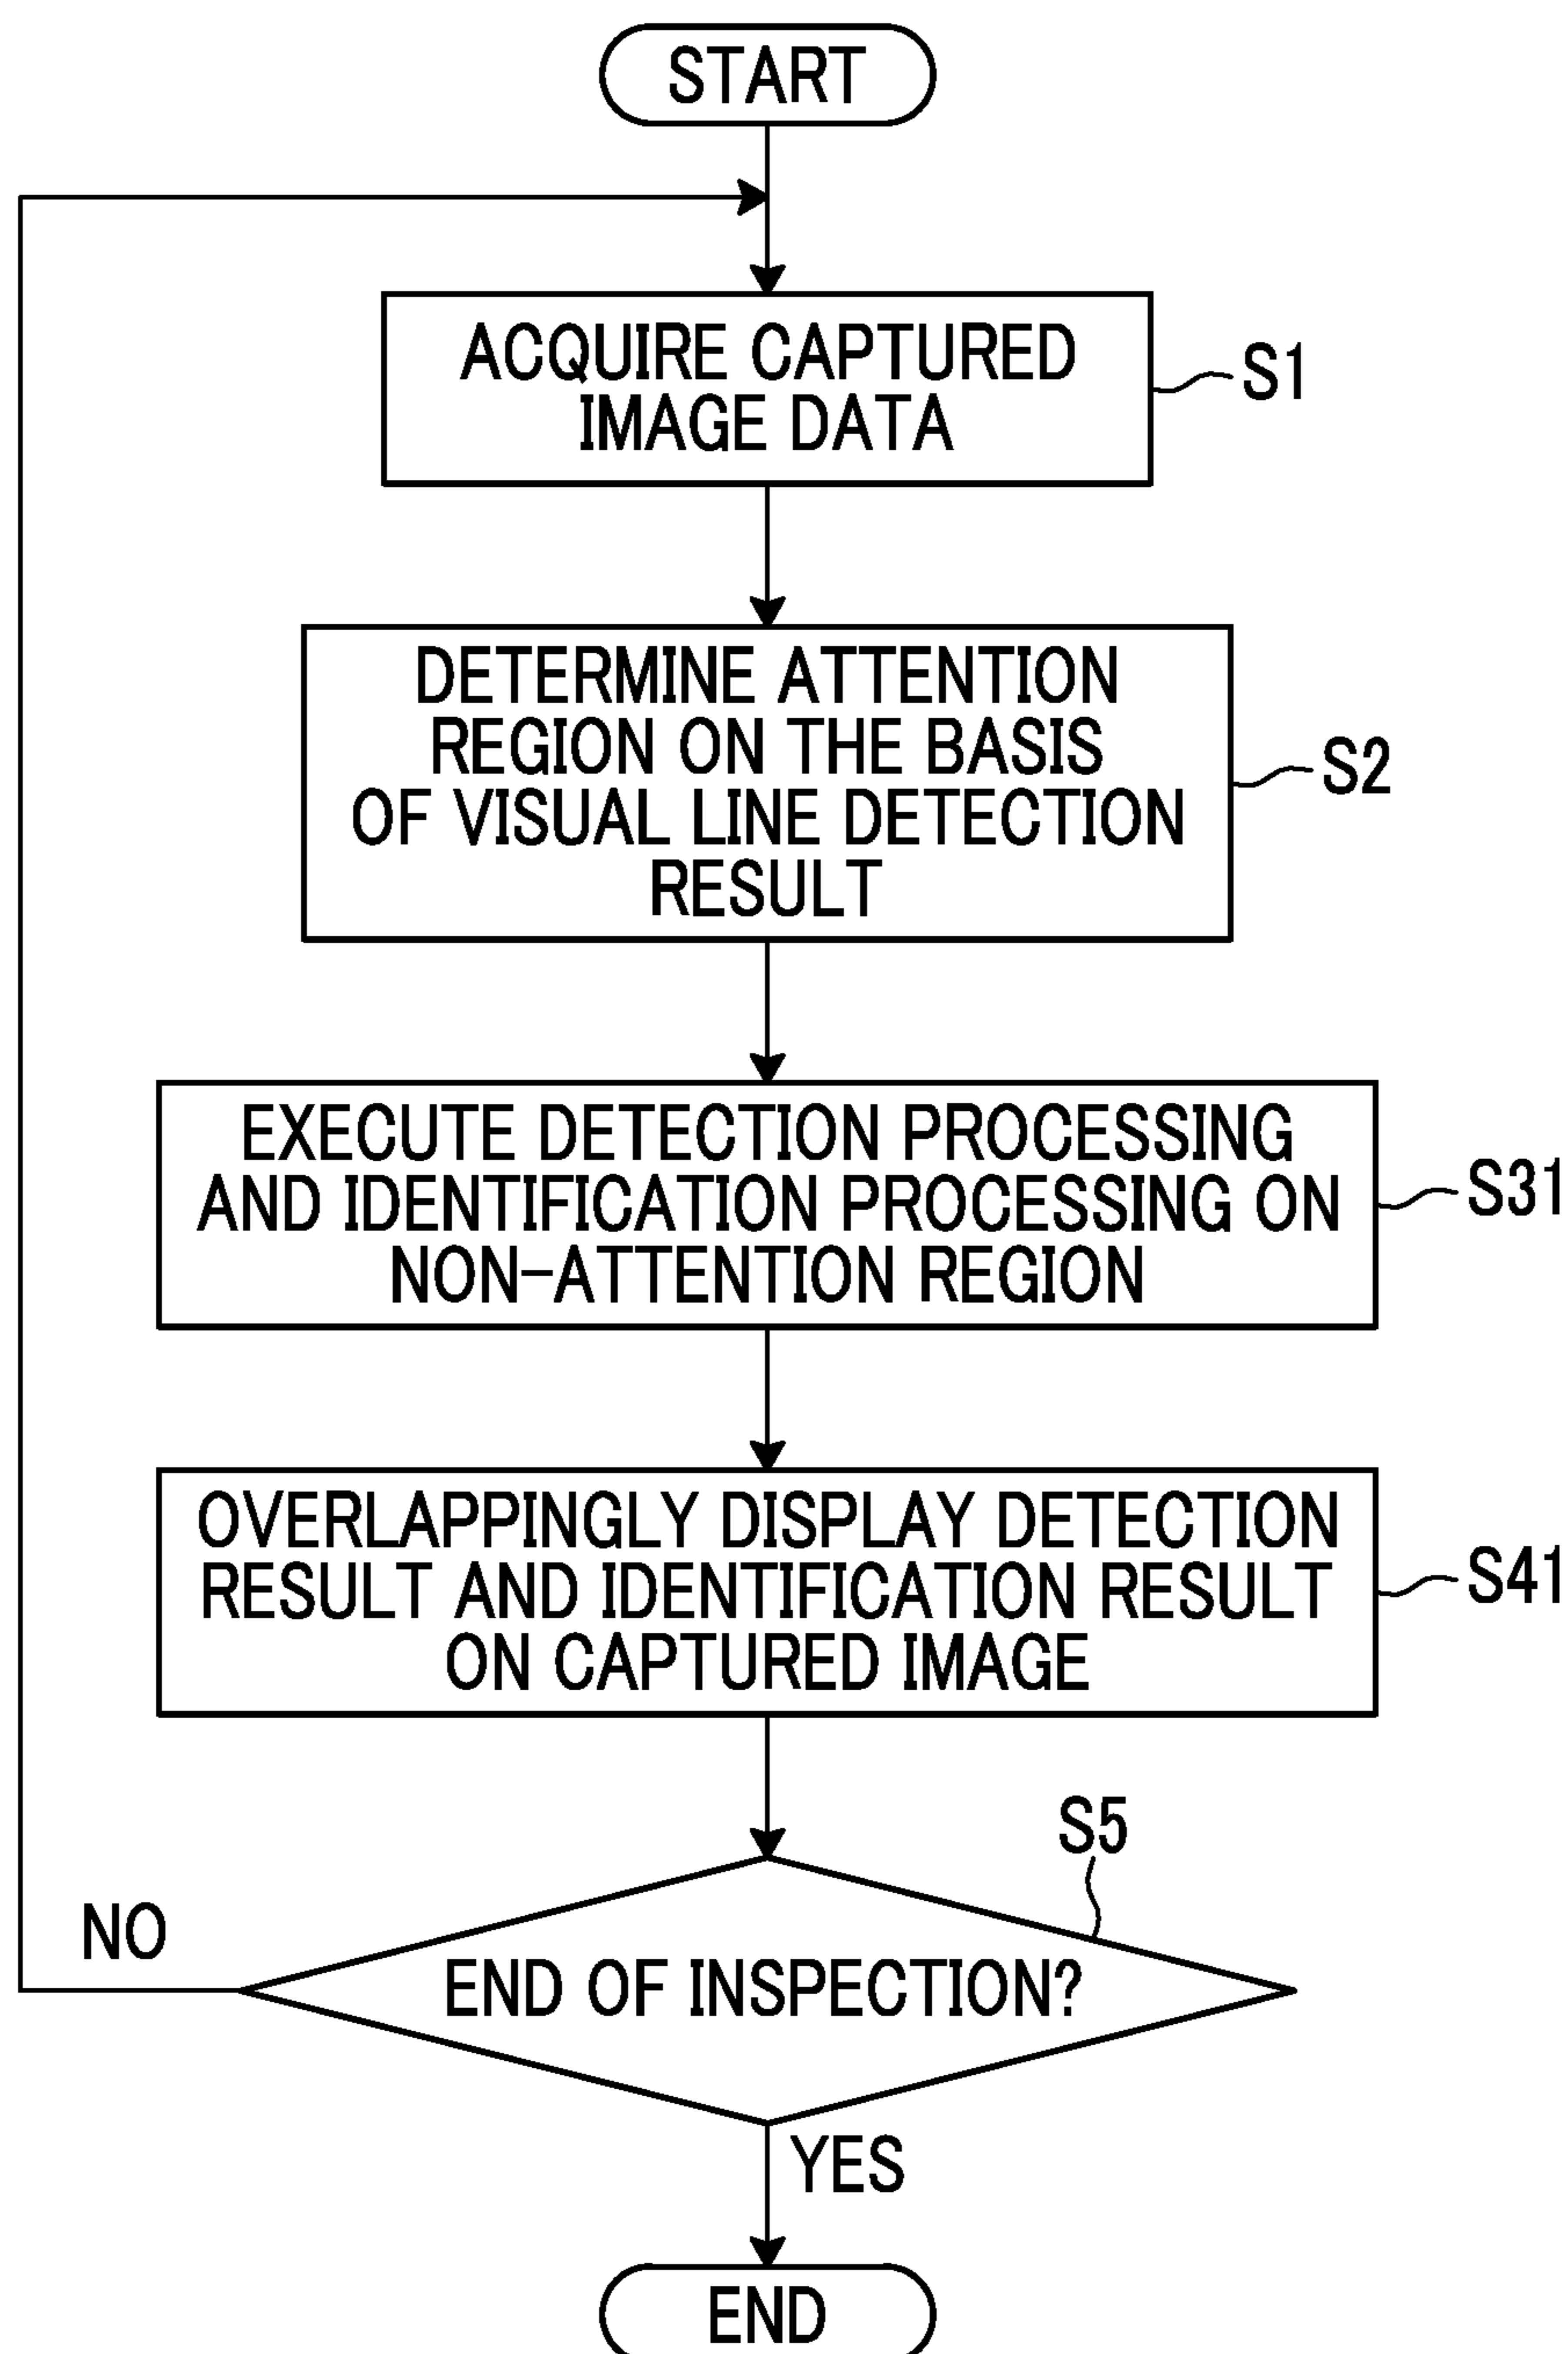 START
ACQUIRE CAPTURED
IMAGE DATA
S1
DETERMINE ATTENTION
REGION ON THE BASIS
OF VISUAL LINE DETECTION
RESULT
S2
EXECUTE DETECTION PROCESSING
AND IDENTIFICATION PROCESSING ON
NON-ATTENTION REGION
S31
OVERLAPPINGLY DISPLAY DETECTION
RESULT AND IDENTIFICATION RESULT
ON CAPTURED IMAGE
S41
S5
NO
END OF INSPECTION?
YES
END